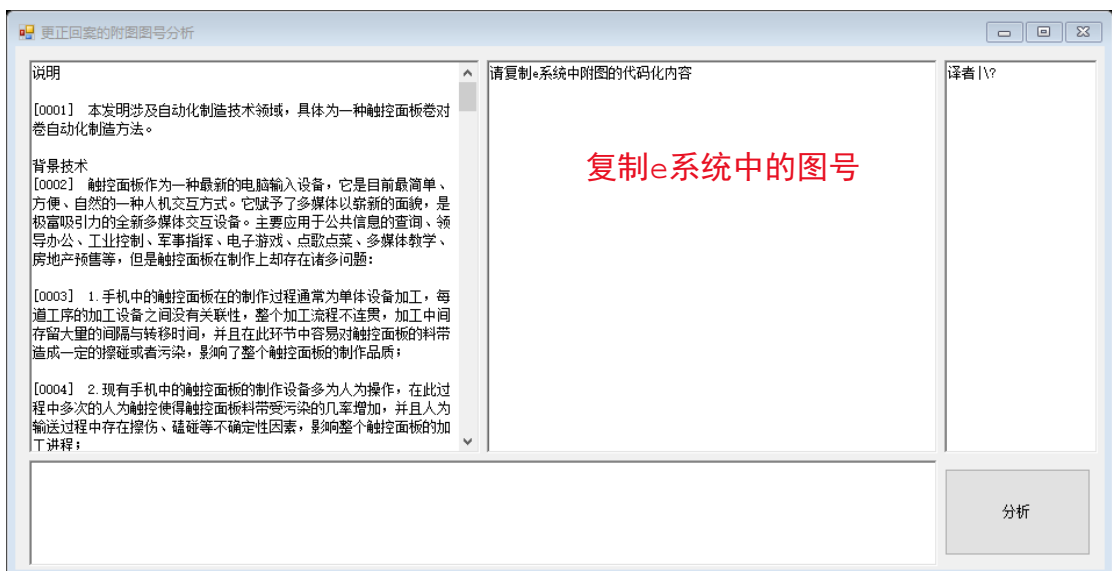 更正回案的附图图号分析
说明
[0001] 本发明涉及自动化制造技术领域，具体为一种触控面板卷对
卷自动化制造方法。
背景技术
[0002] 触控面板作为一种最新的电脑输入设备，它是目前最简单、
方便、自然的一种人机交互方式。它赋予了多媒体以崭新的面貌，是
极富吸引力的全新多媒体交互设备。主要应用于公共信息的查询、领
导办公、工业控制、军事指挥、电子游戏、点歌点菜、多媒体教学、
房地产预售等，但是触控面板在制作上却存在诸多问题：
[0003] 1.手机中的触控面板在的制作过程通常为单体设备加工，每
道工序的加工设备之间没有关联性，整个加工流程不连贯，加工中间
存留大量的间隔与转移时间，并且在此环节中容易对触控面板的料带
造成一定的擦碰或者污染，影响了整个触控面板的制作品质；
[0004] 2.现有手机中的触控面板的制作设备多为人为操作，在此过
程中多次的人为触控使得触控面板料带受污染的几率增加，并且人为
输送过程中存在擦伤、磕碰等不确定性因素，影响整个触控面板的加
工进程；
请复制e系统中附图的代码化内容
复制e系统中的图号
译者|\?
分析